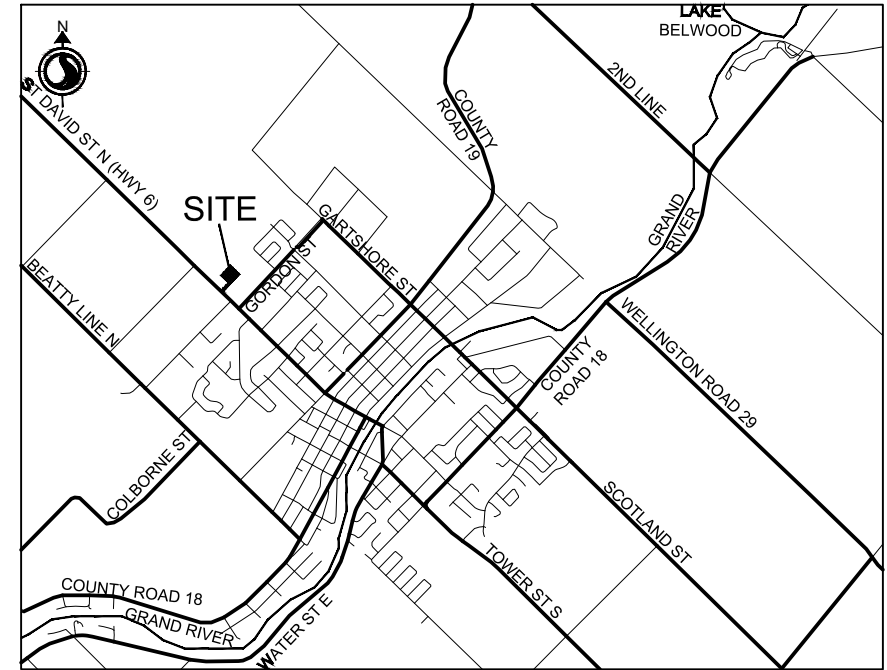 LAKE
BELWOOD
N
2ND LINE
COUNTY
ROAD 19
ST DAVID ST N (HWY 6)
SITE
GARTSHORE ST
GORDON ST
GRAND
RIVER
BEATTY LINE N
WELLINGTON ROAD 29
COUNTY
ROAD 18
COLBORNE ST
SCOTLAND ST
TOWER ST S
COUNTY ROAD 18
GRAND RIVER
WATER ST E